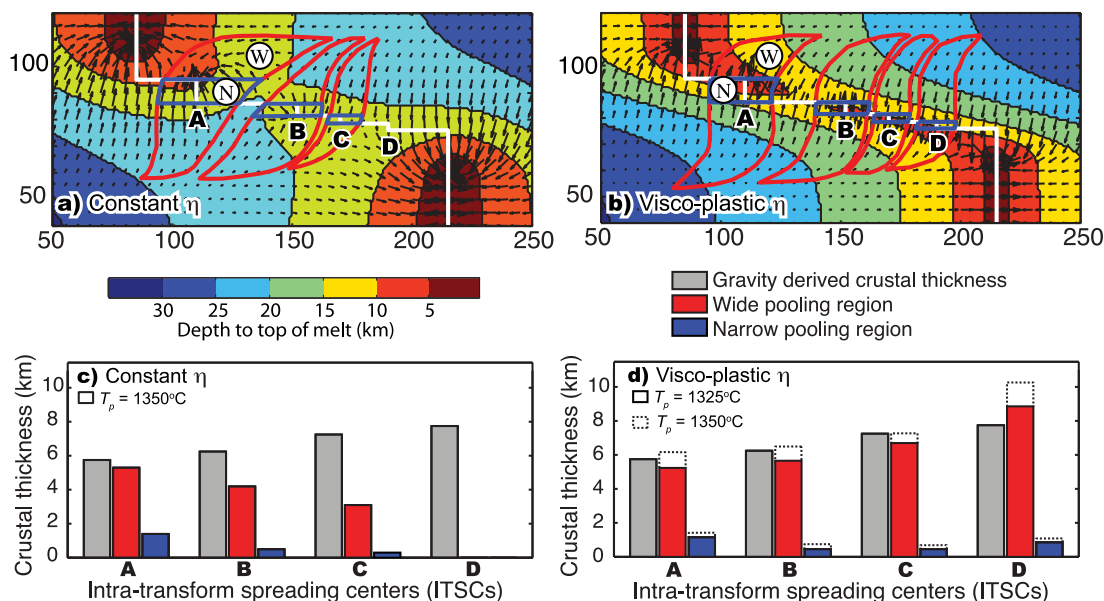 100
50
W
N
A
B
C
D
a) Constant η
50
100
150
200
250
100
50
W
N
A
B
C
D
b) Visco-plastic η
50
100
150
200
250
30
25
20
15
10
5
Depth to top of melt (km)
Gravity derived crustal thickness
Wide pooling region
Narrow pooling region
Crustal thickness (km)
10
8
6
4
2
0
c) Constant η
Tp = 1350°C
A
B
C
D
Intra-transform spreading centers (ITSCs)
Crustal thickness (km)
10
8
6
4
2
0
d) Visco-plastic η
Tp = 1325°C
Tp = 1350°C
A
B
C
D
Intra-transform spreading centers (ITSCs)